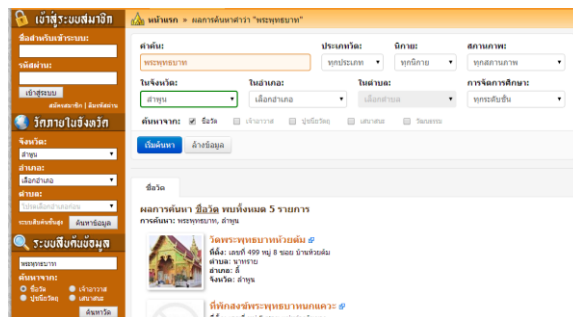 เข้าสู่ระบบสมาชิก
ชื่อสำหรับเข้าระบบ:
รหัสผ่าน:
เข้าสู่ระบบ
สมัครสมาชิก | ลืมรหัสผ่าน
วัดภายในจังหวัด
จังหวัด:
ลำพูน
อำเภอ:
เลือกอำเภอ
ตำบล:
โปรดเลือกอำเภอก่อน
ระบบสืบค้นขั้นสูง ค้นหาข้อมูล
ระบบสืบค้นข้อมูล
พระพุทธบาท
ค้นหาจาก:
ชื่อวัด เจ้าอาวาส
ปูชนียวัตถุ เสนาสนะ
ค้นหาวัด
หน้าแรก » ผลการค้นหาคำว่า "พระพุทธบาท"
คำค้น: ประเภทวัด: นิกาย: สถานภาพ:
พระพุทธบาท ทุกประเภท ทุกนิกาย ทุกสถานภาพ
ในจังหวัด: ในอำเภอ: ในตำบล: การจัดการศึกษา:
ลำพูน เลือกอำเภอ เลือกตำบล ทุกระดับชั้น
ค้นหาจาก: ชื่อวัด เจ้าอาวาส ปูชนียวัตถุ เสนาสนะ วัฒนธรรม
เริ่มค้นหา ล้างข้อมูล
ชื่อวัด
ผลการค้นหา ชื่อวัด พบทั้งหมด 5 รายการ
การค้นหา: พระพุทธบาท, ลำพูน
วัดพระพุทธบาทห้วยต้ม
ที่ตั้ง: เลขที่ 499 หมู่ 8 ซอย บ้านห้วยต้ม
ตำบล: นาทราย
อำเภอ: ลี้
จังหวัด: ลำพูน
ที่พักสงฆ์พระพุทธบาทนกแควะ